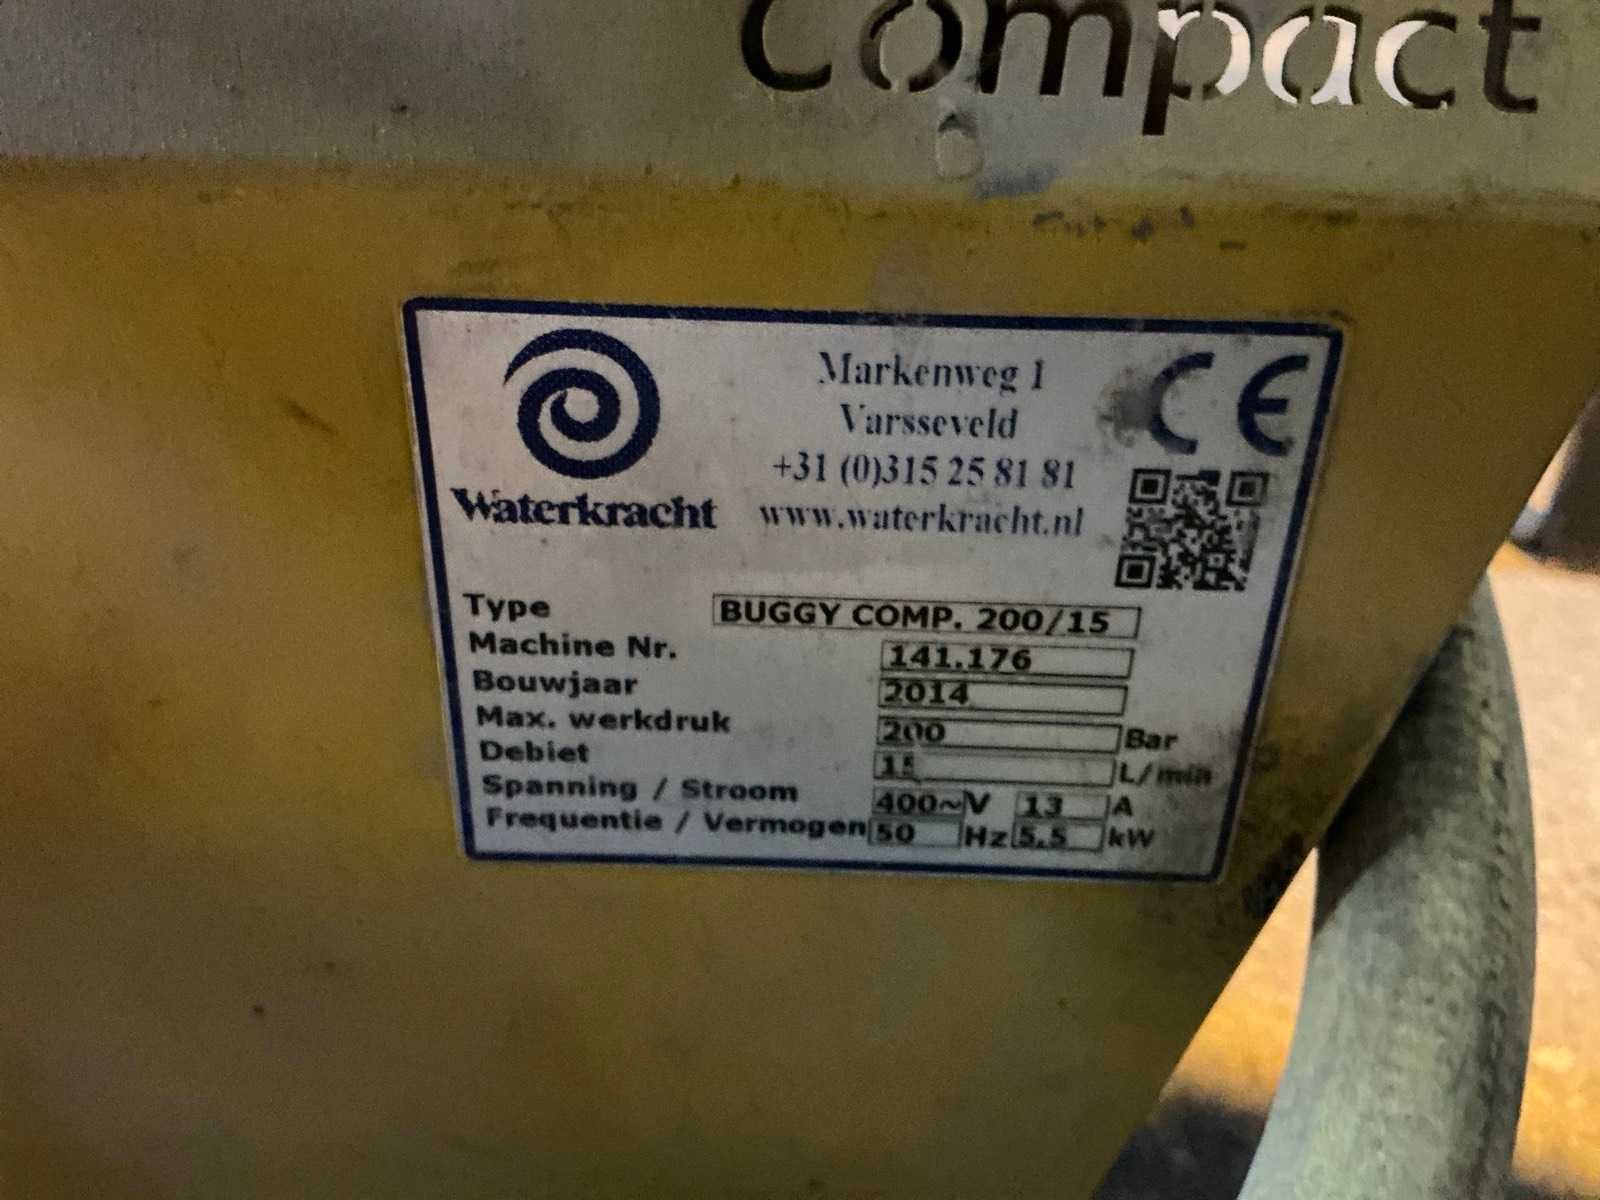 Compact
Markenweg 1
Varsseveld
+31 (0)315 25 81 81
www.waterkracht.nl
Waterkracht
CE
Type BUGGY COMP. 200/15
Machine Nr. 141.176
Bouwjaar 2014
Max. werkdruk 200 Bar
Debiet 15 L/min
Spanning / Stroom 400~V 13 A
Frequentie / Vermogen 50 Hz 5.5 kW